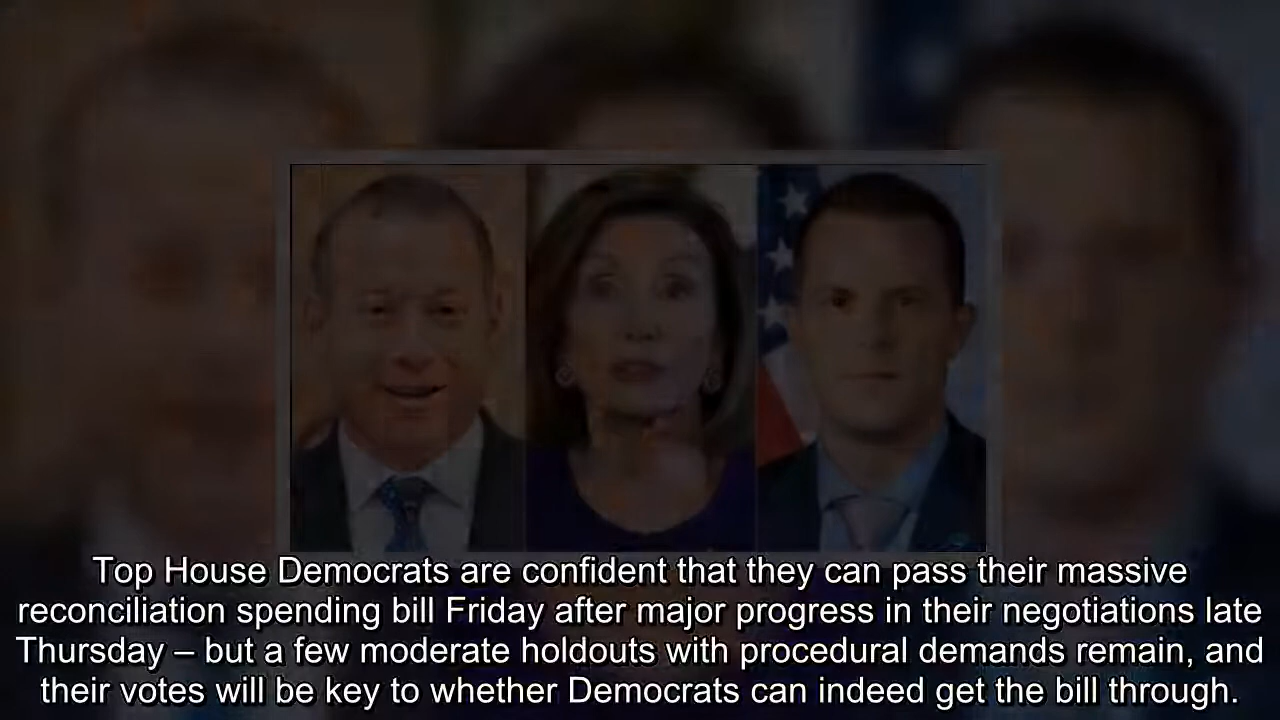 Top House Democrats are confident that they can pass their massive
reconciliation spending bill Friday after major progress in their negotiations late
Thursday – but a few moderate holdouts with procedural demands remain, and
their votes will be key to whether Democrats can indeed get the bill through.